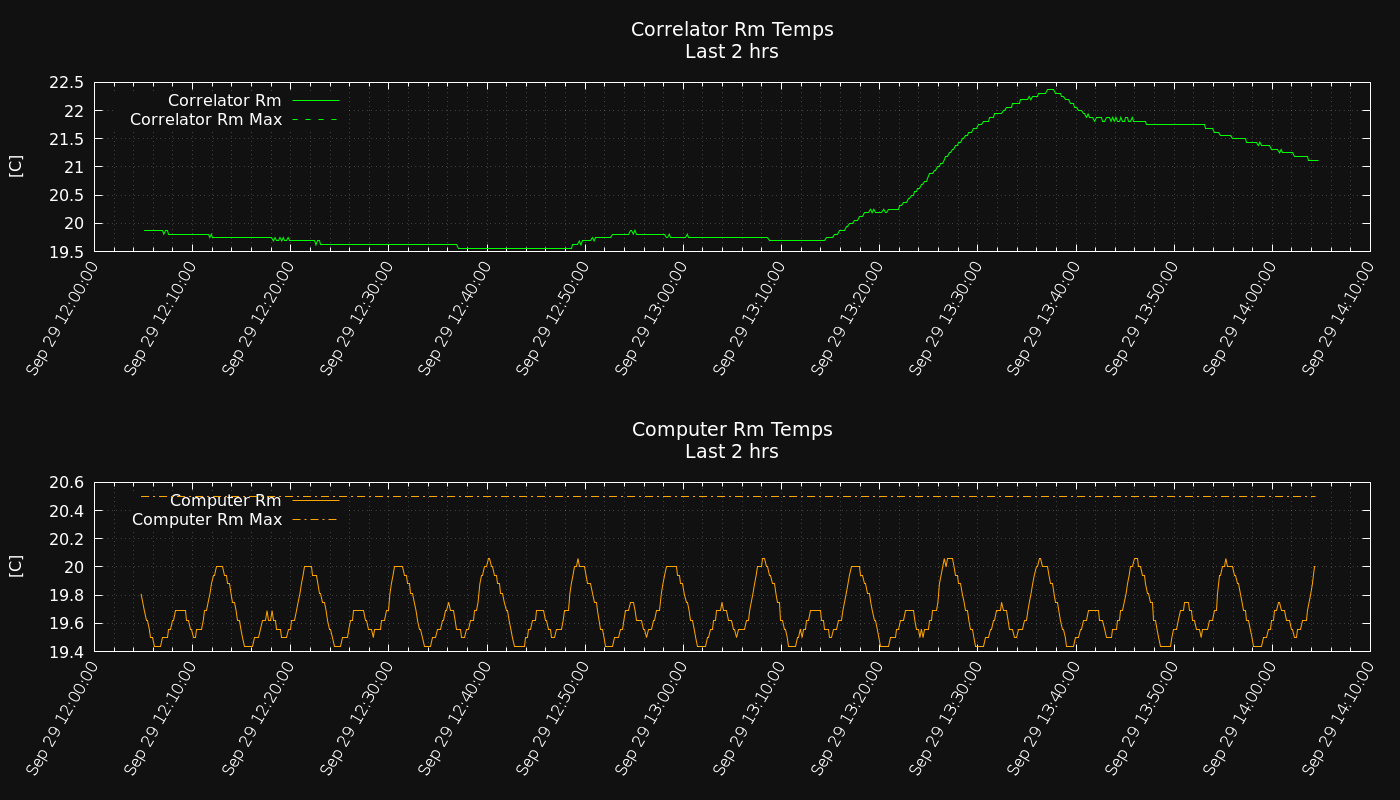 Correlator Rm Temps
Last 2 hrs
22.5
22
21.5
21
20.5
20
19.5
[C]
Correlator Rm
Correlator Rm Max
Sep 29 12:00:00
Sep 29 12:10:00
Sep 29 12:20:00
Sep 29 12:30:00
Sep 29 12:40:00
Sep 29 12:50:00
Sep 29 13:00:00
Sep 29 13:10:00
Sep 29 13:20:00
Sep 29 13:30:00
Sep 29 13:40:00
Sep 29 13:50:00
Sep 29 14:00:00
Sep 29 14:10:00
Computer Rm Temps
Last 2 hrs
20.6
20.4
20.2
20
19.8
19.6
19.4
[C]
Computer Rm
Computer Rm Max
Sep 29 12:00:00
Sep 29 12:10:00
Sep 29 12:20:00
Sep 29 12:30:00
Sep 29 12:40:00
Sep 29 12:50:00
Sep 29 13:00:00
Sep 29 13:10:00
Sep 29 13:20:00
Sep 29 13:30:00
Sep 29 13:40:00
Sep 29 13:50:00
Sep 29 14:00:00
Sep 29 14:10:00